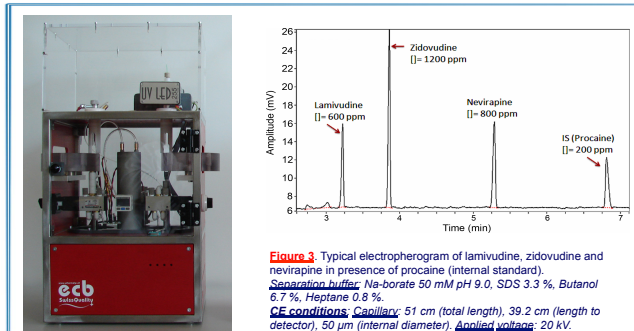 UV LED 255
ecb
SwissQuality
26
24
22
20
18
16
14
12
10
8
6
Amplitude (mV)
Zidovudine
[]= 1200 ppm
Lamivudine
[]= 600 ppm
Nevirapine
[]= 800 ppm
IS (Procaine)
[]= 200 ppm
3
4
5
6
7
Time (min)
Figure 3. Typical electropherogram of lamivudine, zidovudine and
nevirapine in presence of procaine (internal standard).
Separation buffer: Na-borate 50 mM pH 9.0, SDS 3.3 %, Butanol
6.7 %, Heptane 0.8 %.
CE conditions: Capillary: 51 cm (total length), 39.2 cm (length to
detector), 50 µm (internal diameter). Applied voltage: 20 kV.